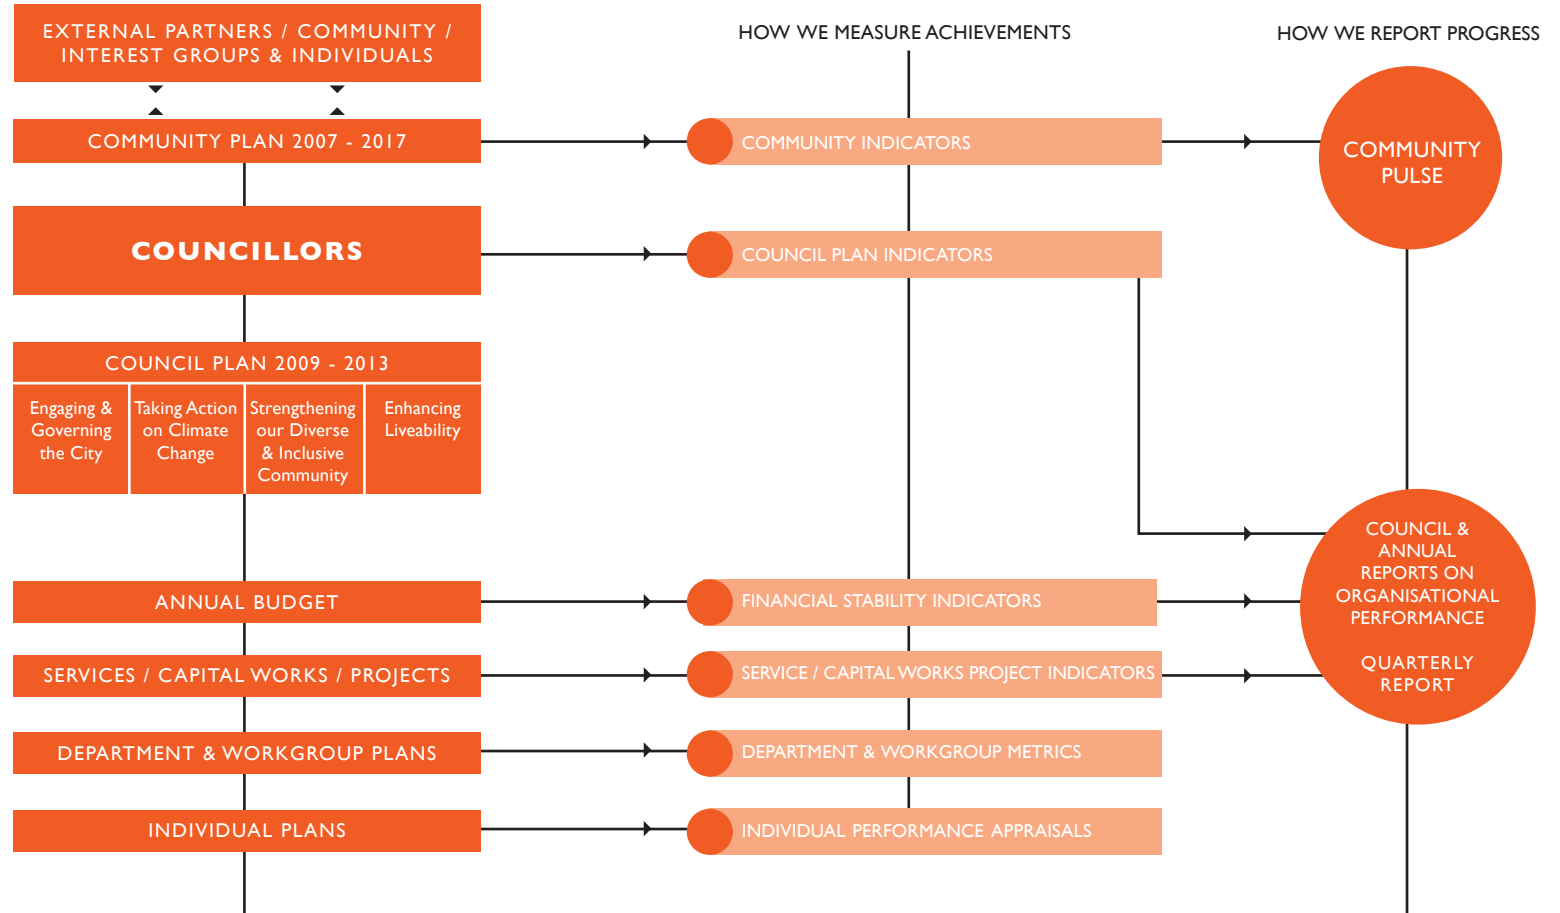 EXTERNAL PARTNERS / COMMUNITY /
INTEREST GROUPS & INDIVIDUALS
HOW WE MEASURE ACHIEVEMENTS
HOW WE REPORT PROGRESS
COMMUNITY PLAN 2007 - 2017
COMMUNITY INDICATORS
COMMUNITY
PULSE
COUNCILLORS
COUNCIL PLAN INDICATORS
COUNCIL PLAN 2009 - 2013
Engaging &
Governing
the City
Taking Action
on Climate
Change
Strengthening
our Diverse
& Inclusive
Community
Enhancing
Liveability
ANNUAL BUDGET
FINANCIAL STABILITY INDICATORS
COUNCIL &
ANNUAL
REPORTS ON
ORGANISATIONAL
PERFORMANCE
QUARTERLY
REPORT
SERVICES / CAPITAL WORKS / PROJECTS
SERVICE / CAPITAL WORKS PROJECT INDICATORS
DEPARTMENT & WORKGROUP PLANS
DEPARTMENT & WORKGROUP METRICS
INDIVIDUAL PLANS
INDIVIDUAL PERFORMANCE APPRAISALS